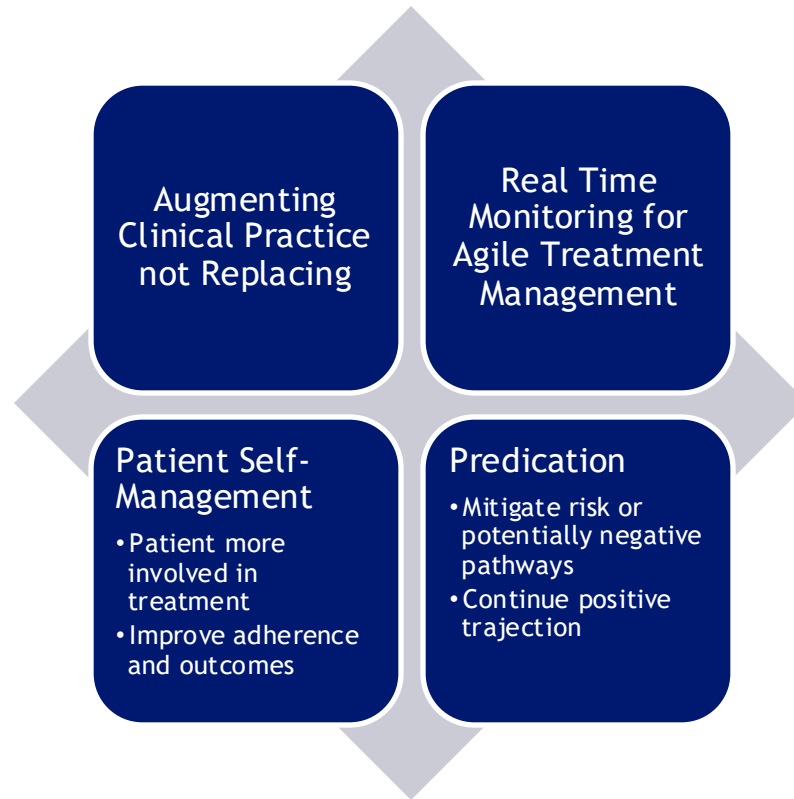 Augmenting
Clinical Practice
not Replacing
Real Time
Monitoring for
Agile Treatment
Management
Patient Self-
Management
• Patient more
involved in
treatment
• Improve adherence
and outcomes
Predication
• Mitigate risk or
potentially negative
pathways
• Continue positive
trajection